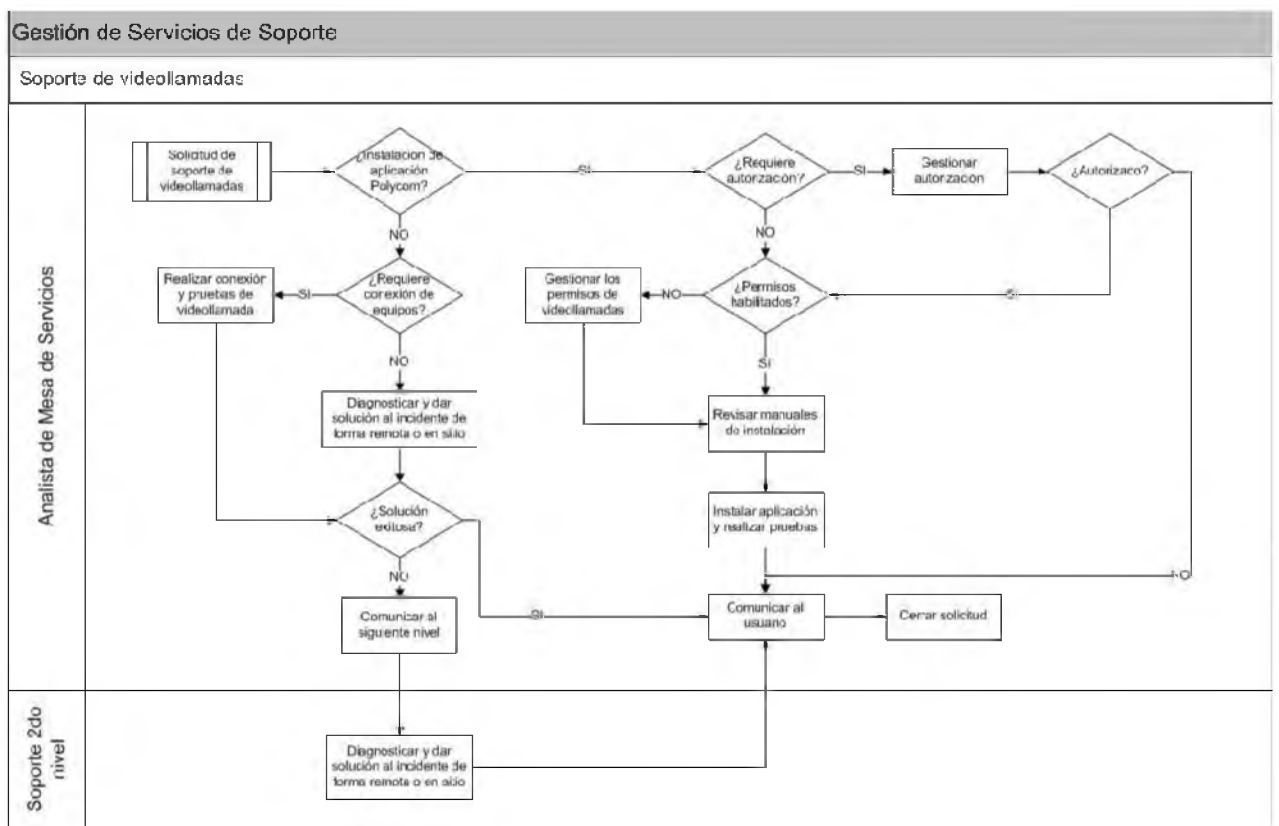 Gestión de Servicios de Soporte
Soporte de videollamadas
Analista de Mesa de Servicios
Solicitud de
soporte de
videollamadas
¿Instalación de
aplicación
Polycom?
SI
¿Requiere
autorzación?
SI
Gestionar
autorización
¿Autorizaco?
NO
NO
Realizar conexión
y pruebas de
videollamada
SI
¿Requiere
corexión de
equipos?
Gestionar los
permisos de
videollamadas
NO
¿Permisos
habilitados?
SI
NO
SI
Diagnosticar y dar
solución al incidente de
forma remota o en sitio
Revisar manuales
de instalación
¿Solución
exitosa?
Instalar aplicación
y realizar pruebas
NO
NO
Comunicar al
siguiente nivel
SI
Comunicar al
usuario
Cerrar solicitud
Soporte 2do
nivel
Diagnosticar y dar
solución al incidente de
forma remota o en sitio